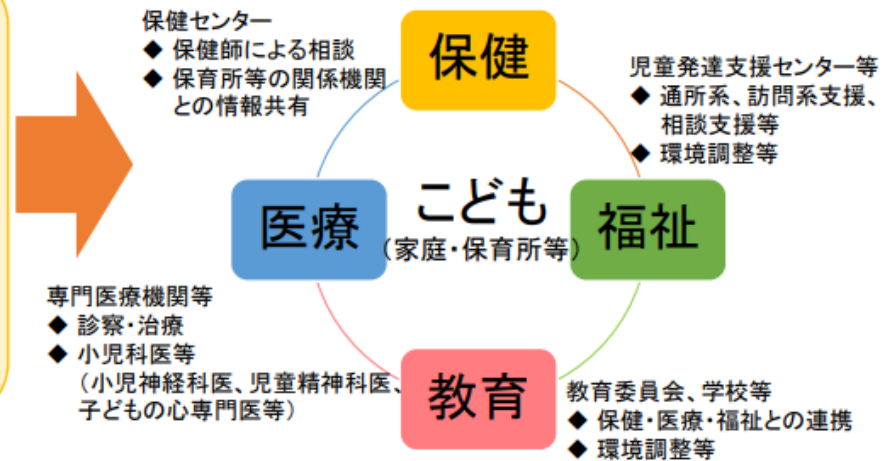 保健センター
◆ 保健師による相談
◆ 保育所等の関係機関
との情報共有
保健
児童発達支援センター等
◆ 通所系、訪問系支援、
相談支援等
◆ 環境調整等
医療
こども
（家庭・保育所等）
福祉
専門医療機関等
◆ 診察・治療
◆ 小児科医等
（小児神経科医、児童精神科医、
子どもの心専門医等）
教育
教育委員会、学校等
◆ 保健・医療・福祉との連携
◆ 環境調整等